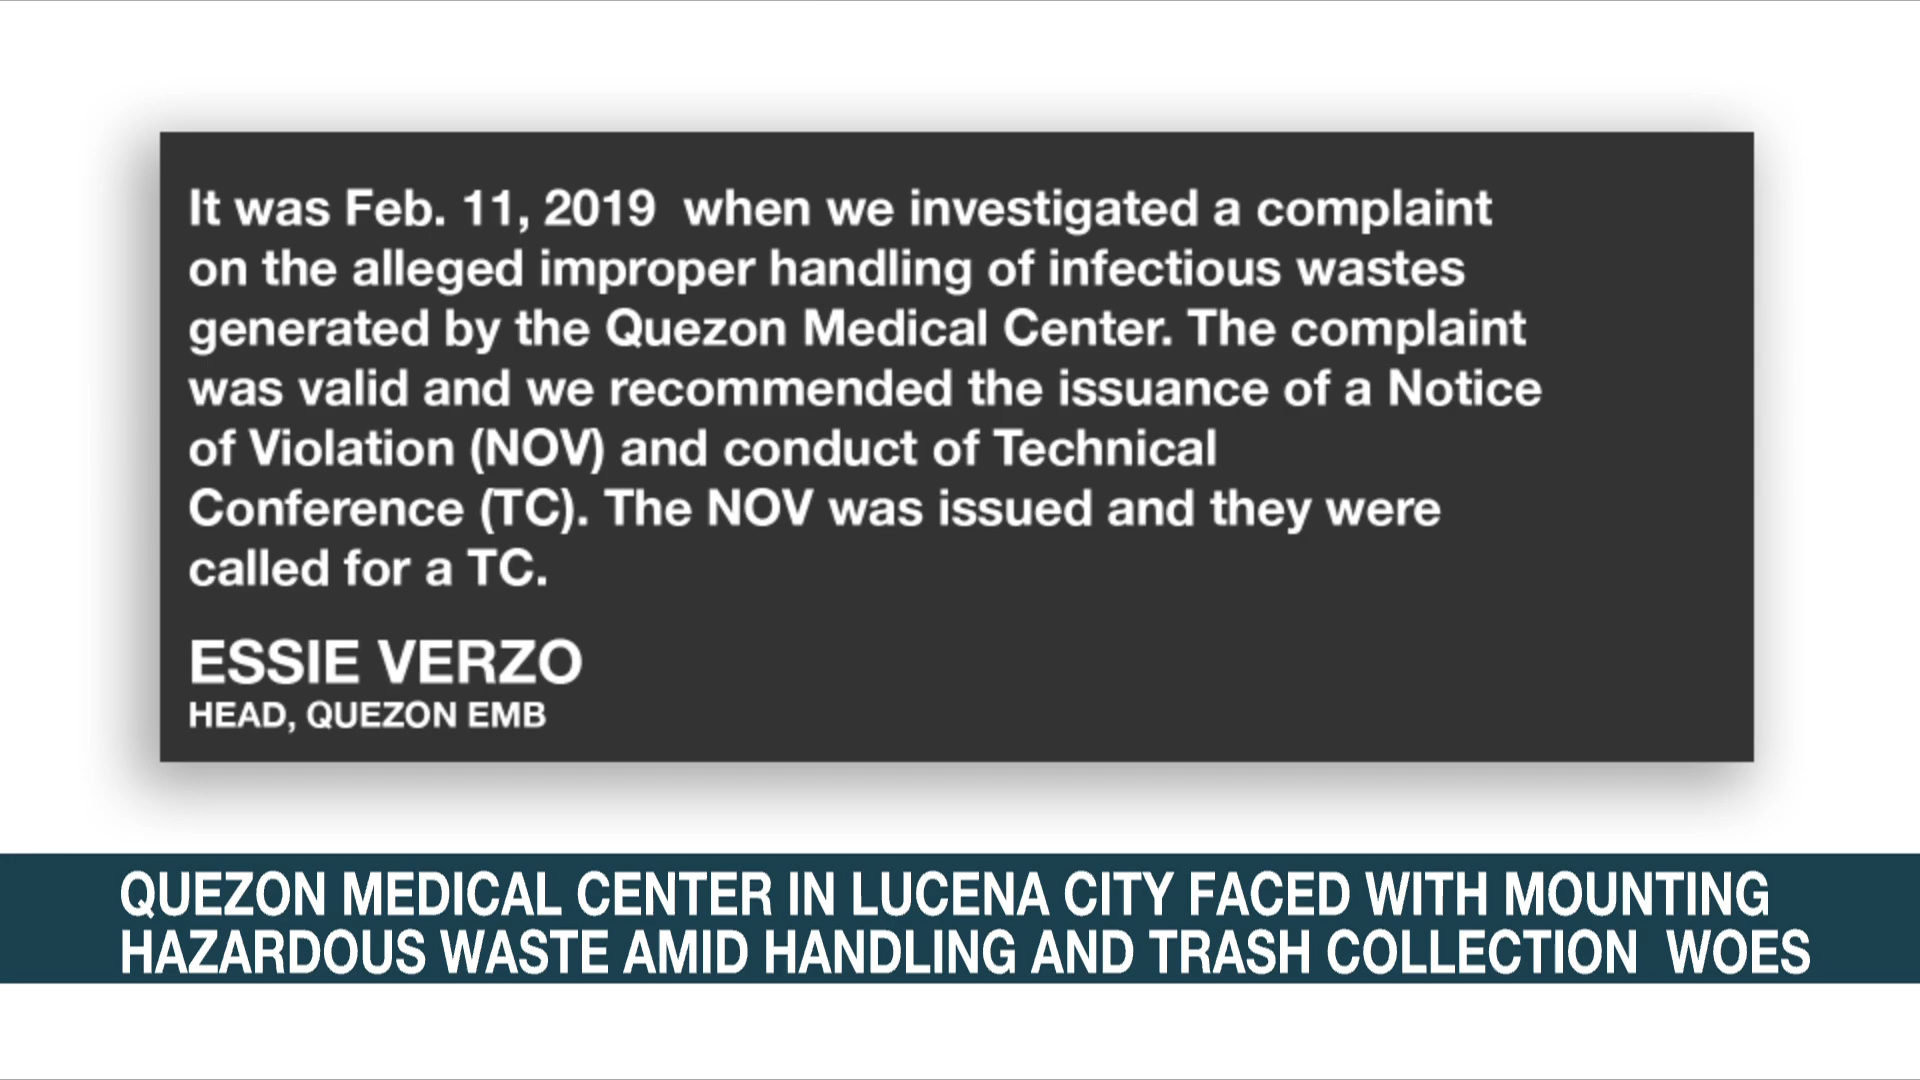 It was Feb. 11, 2019  when we investigated a complaint
on the alleged improper handling of infectious wastes
generated by the Quezon Medical Center. The complaint
was valid and we recommended the issuance of a Notice
of Violation (NOV) and conduct of Technical
Conference (TC). The NOV was issued and they were
called for a TC.
ESSIE VERZO
HEAD, QUEZON EMB
QUEZON MEDICAL CENTER IN LUCENA CITY FACED WITH MOUNTING
HAZARDOUS WASTE AMID HANDLING AND TRASH COLLECTION  WOES